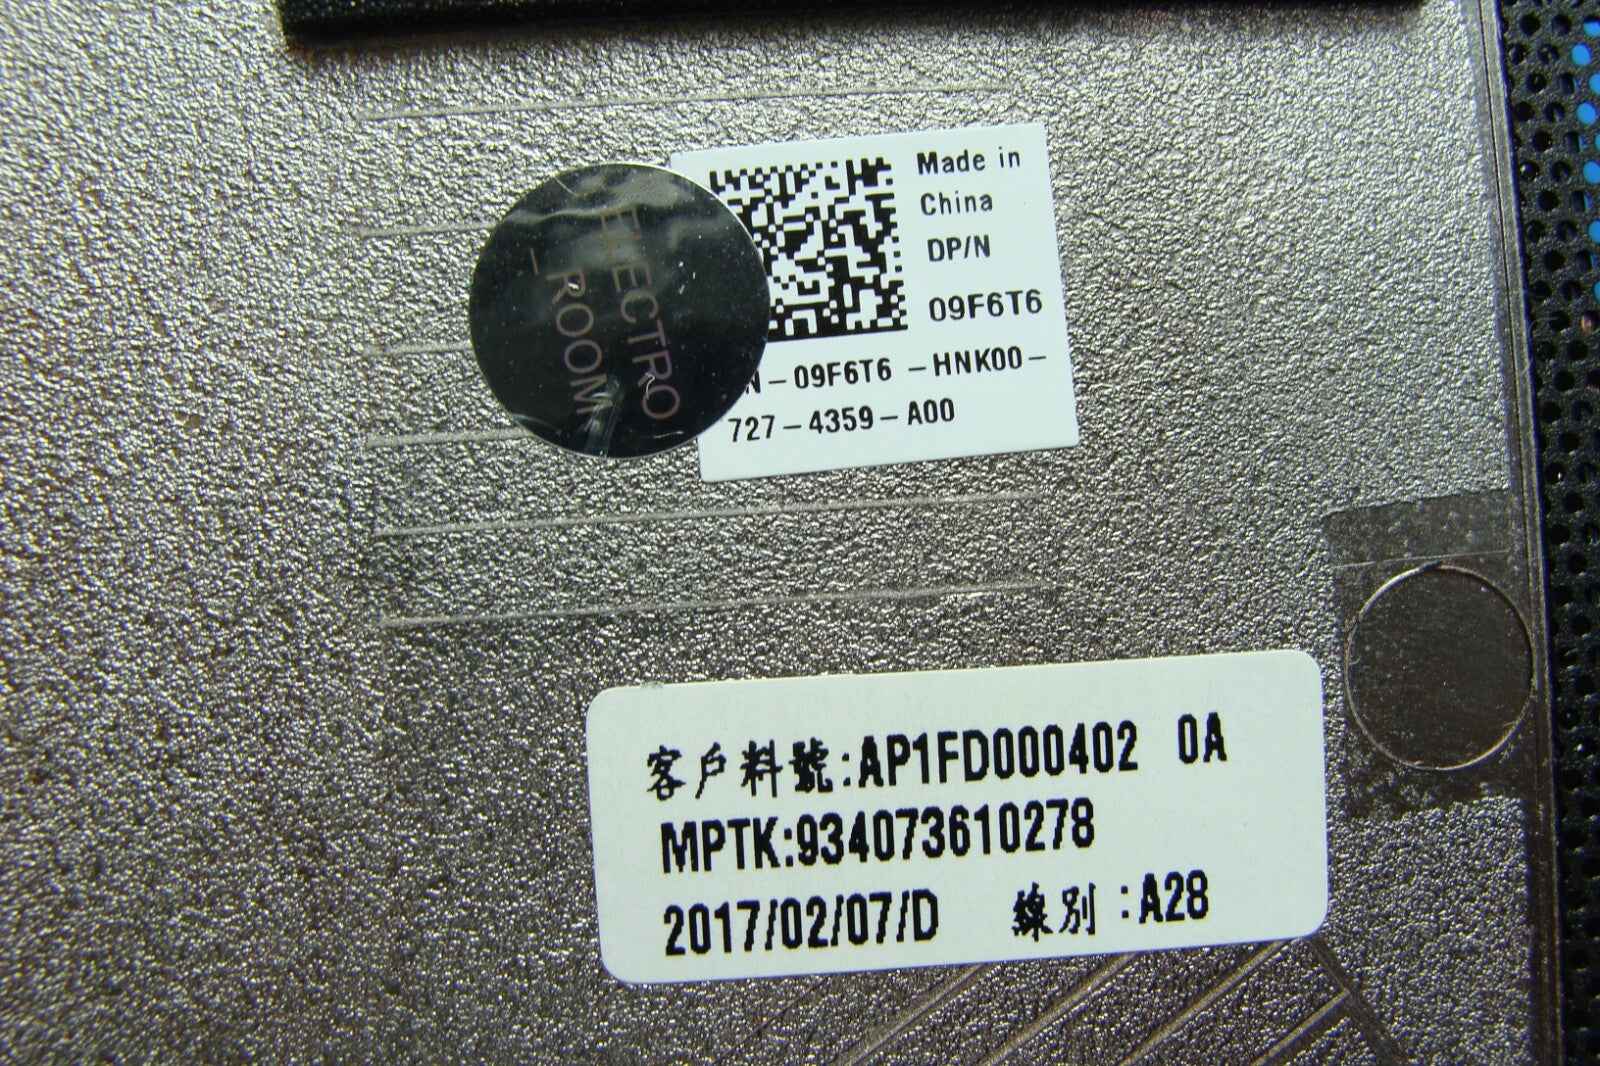 Made in
China
DP/N
09F6T6
N-09F6T6-HNK00-
727-4359-A00
ELECTRO
-ROOM
客戶料號:AP1FD000402 0A
MPTK:934073610278
2017/02/07/D 線別:A28